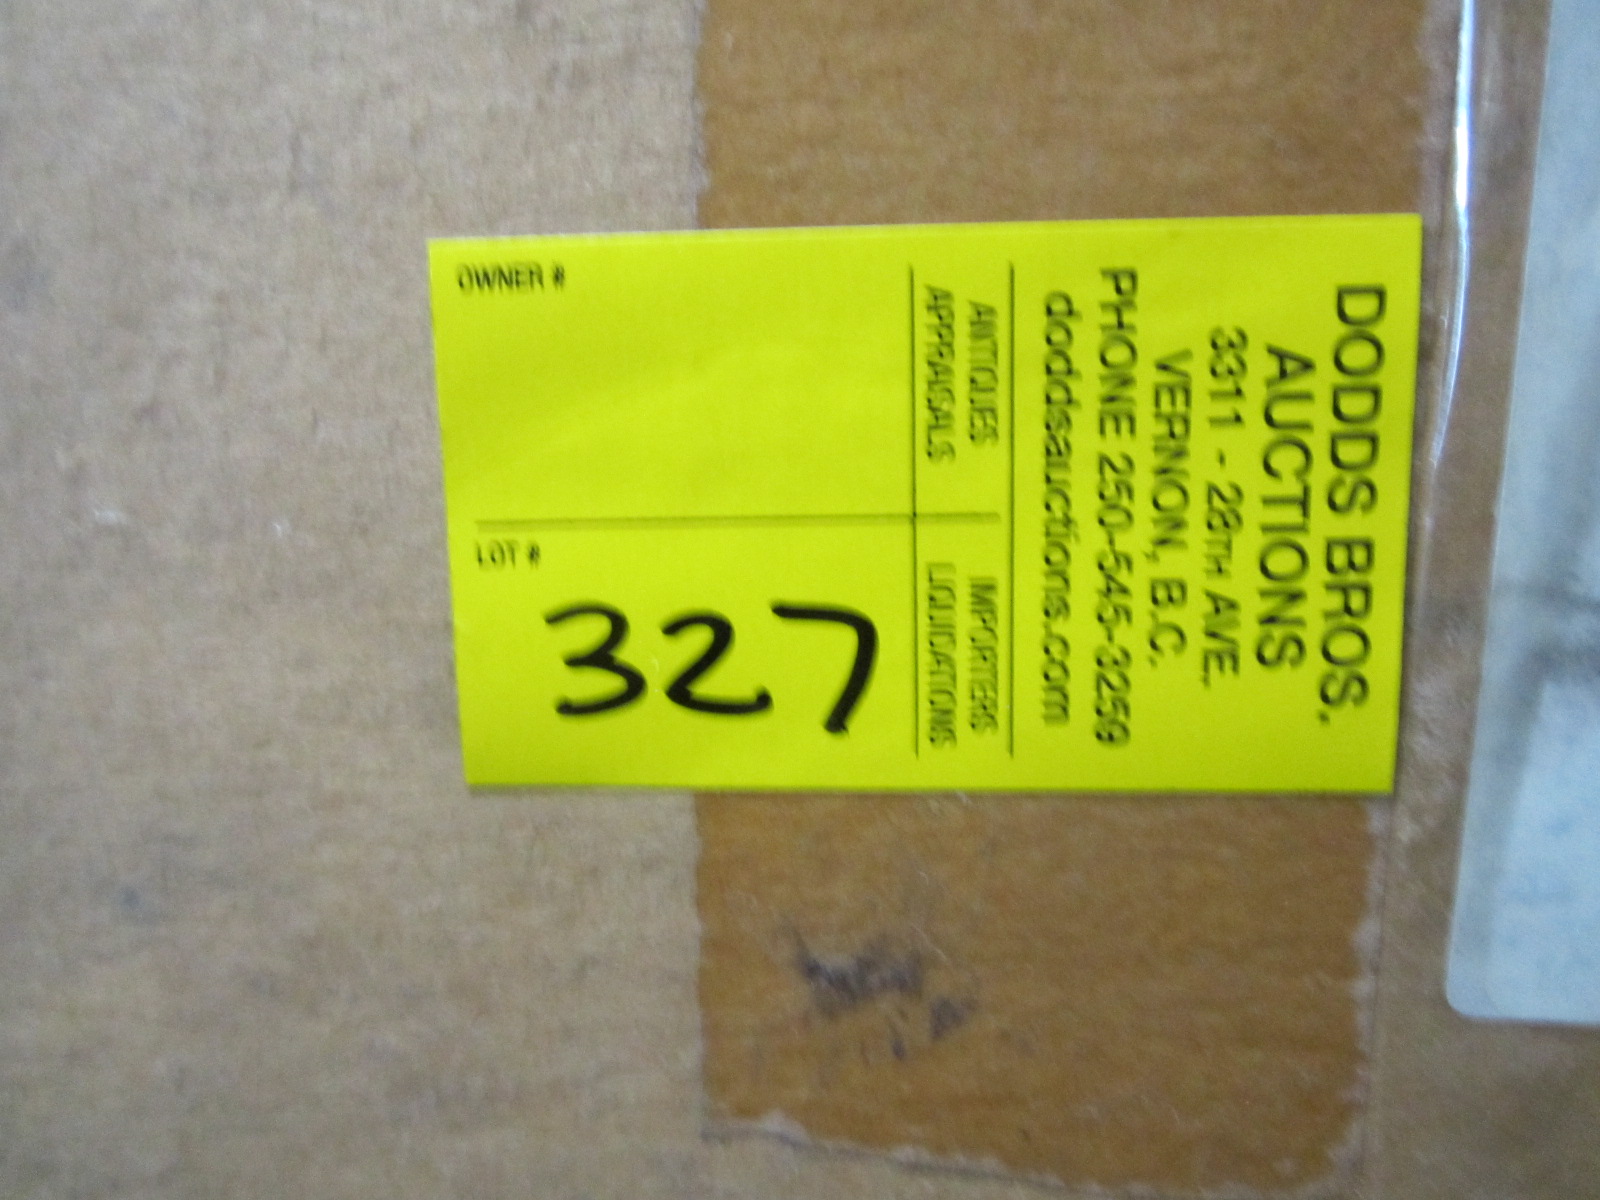 DODDS BROS.
AUCTIONS
3311 - 28TH AVE.
VERNON, B.C.
PHONE 250-545-3259
doddsauctions.com
ANTIQUES IMPORTERS
APPRAISALS LIQUIDATIONS
OWNER # LOT #
327